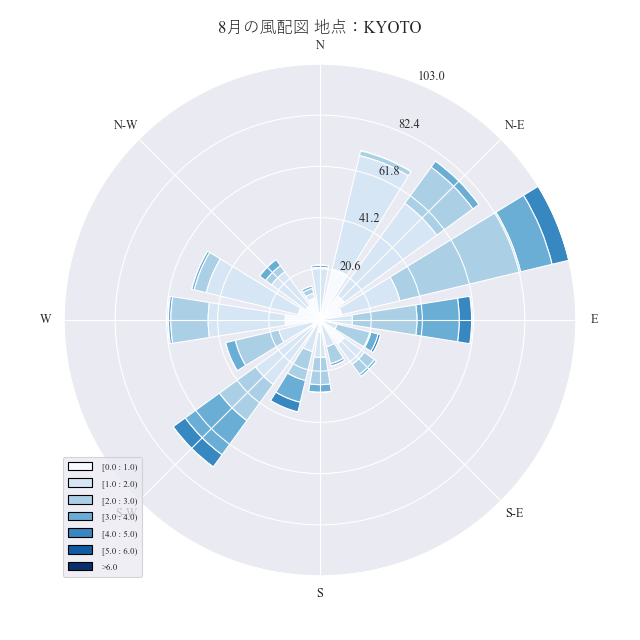 8月の風配図 地点：KYOTO
N
103.0
N-W
82.4
N-E
61.8
41.2
20.6
W
E
[0.0 : 1.0)
[1.0 : 2.0)
[2.0 : 3.0)
[3.0 : 4.0)
[4.0 : 5.0)
[5.0 : 6.0)
>6.0
S-W
S-E
S